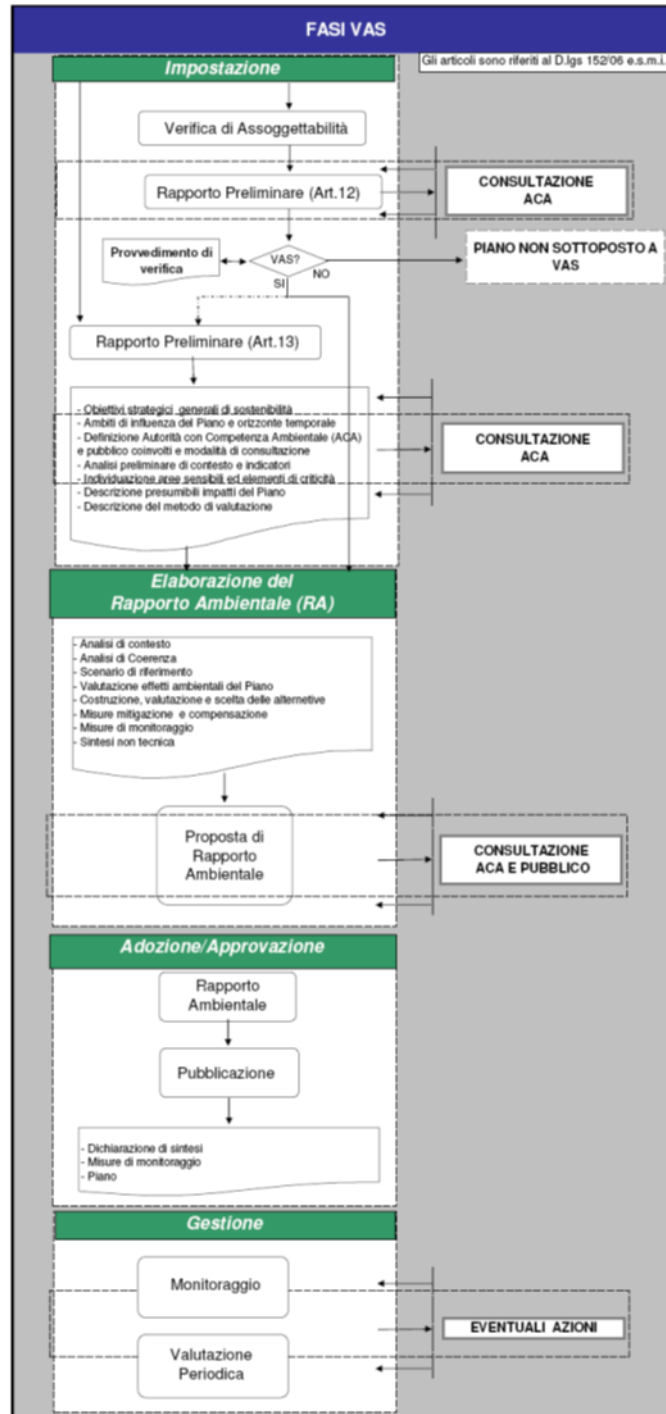 FASI VAS
Impostazione
Gli articoli sono riferiti al D.lgs 152/06 e.s.m.i.
Verifica di Assoggettabilità
Rapporto Preliminare (Art.12)
CONSULTAZIONE
ACA
Provvedimento di
verifica
VAS?
SI
NO
PIANO NON SOTTOPOSTO A
VAS
Rapporto Preliminare (Art.13)
- Obiettivi strategici generali di sostenibilità
- Ambiti di influenza del Piano e orizzonte temporale
- Definizione Autorità con Competenza Ambientale (ACA)
e pubblico coinvolti e modalità di consultazione
- Analisi preliminare di contesto e indicatori
- Individuazione aree sensibili ed elementi di criticità
- Descrizione presumibili impatti del Piano
- Descrizione del metodo di valutazione
CONSULTAZIONE
ACA
Elaborazione del
Rapporto Ambientale (RA)
- Analisi di contesto
- Analisi di Coerenza
- Scenario di riferimento
- Valutazione effetti ambientali del Piano
- Costruzione, valutazione e scelta delle alternetive
- Misure mitigazione e compensazione
- Misure di monitoraggio
- Sintesi non tecnica
Proposta di
Rapporto
Ambientale
CONSULTAZIONE
ACA E PUBBLICO
Adozione/Approvazione
Rapporto
Ambientale
Pubblicazione
- Dichiarazione di sintesi
- Misure di monitoraggio
- Piano
Gestione
Monitoraggio
EVENTUALI AZIONI
Valutazione
Periodica